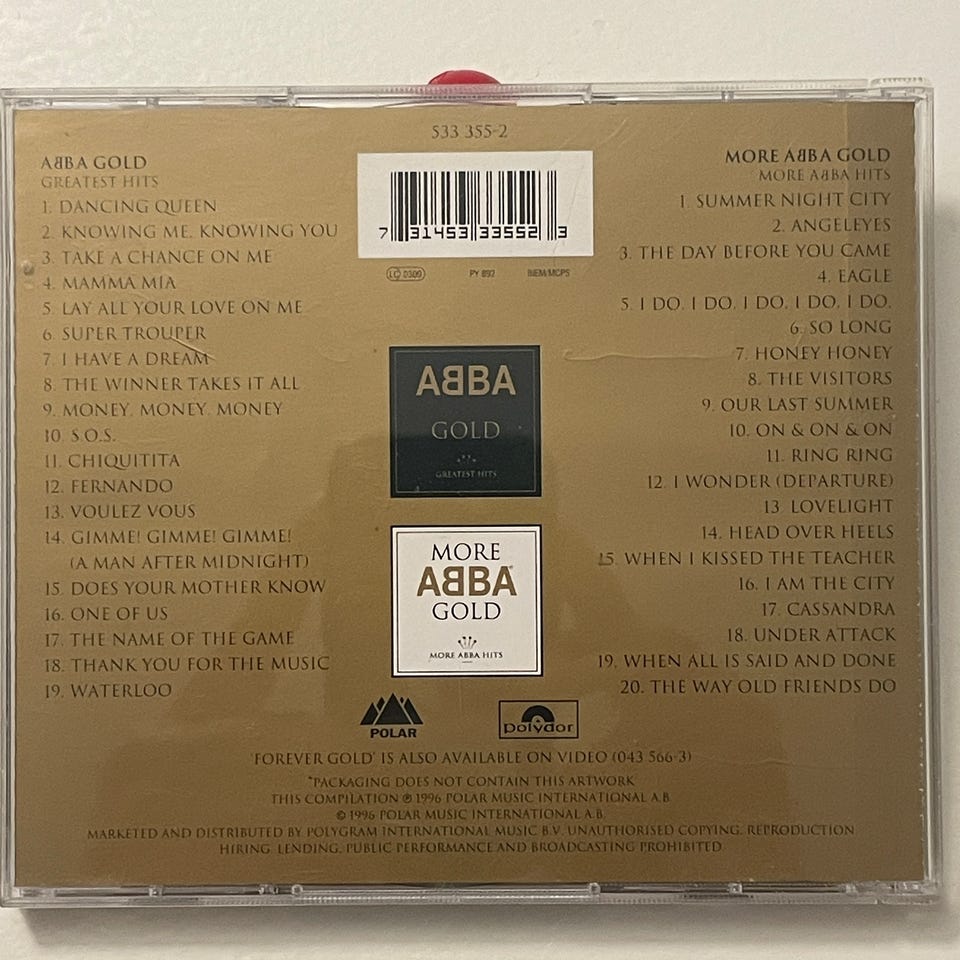 533 355-2
ABBA GOLD
GREATEST HITS
1. DANCING QUEEN
2. KNOWING ME, KNOWING YOU
3. TAKE A CHANCE ON ME
4. MAMMA MIA
5. LAY ALL YOUR LOVE ON ME
6. SUPER TROUPER
7. I HAVE A DREAM
8. THE WINNER TAKES IT ALL
9. MONEY, MONEY, MONEY
10. S.O.S.
11. CHIQUITITA
12. FERNANDO
13. VOULEZ VOUS
14. GIMME! GIMME! GIMME!
(A MAN AFTER MIDNIGHT)
15. DOES YOUR MOTHER KNOW
16. ONE OF US
17. THE NAME OF THE GAME
18. THANK YOU FOR THE MUSIC
19. WATERLOO
7 31453 33552 3
LC 0309 PY 892 BIEM/MCPS
ABBA
GOLD
GREATEST HITS
MORE
ABBA
GOLD
MORE ABBA HITS
MORE ABBA GOLD
MORE ABBA HITS
1. SUMMER NIGHT CITY
2. ANGELEYES
3. THE DAY BEFORE YOU CAME
4. EAGLE
5. I DO, I DO, I DO, I DO, I DO,
6. SO LONG
7. HONEY HONEY
8. THE VISITORS
9. OUR LAST SUMMER
10. ON & ON & ON
11. RING RING
12. I WONDER (DEPARTURE)
13 LOVELIGHT
14. HEAD OVER HEELS
15. WHEN I KISSED THE TEACHER
16. I AM THE CITY
17. CASSANDRA
18. UNDER ATTACK
19. WHEN ALL IS SAID AND DONE
20. THE WAY OLD FRIENDS DO
POLAR
polydor
'FOREVER GOLD' IS ALSO AVAILABLE ON VIDEO (043 566-3)
*PACKAGING DOES NOT CONTAIN THIS ARTWORK
THIS COMPILATION ℗ 1996 POLAR MUSIC INTERNATIONAL A.B.
© 1996 POLAR MUSIC INTERNATIONAL A.B.
MARKETED AND DISTRIBUTED BY POLYGRAM INTERNATIONAL MUSIC B.V. UNAUTHORISED COPYING, REPRODUCTION
HIRING, LENDING, PUBLIC PERFORMANCE AND BROADCASTING PROHIBITED